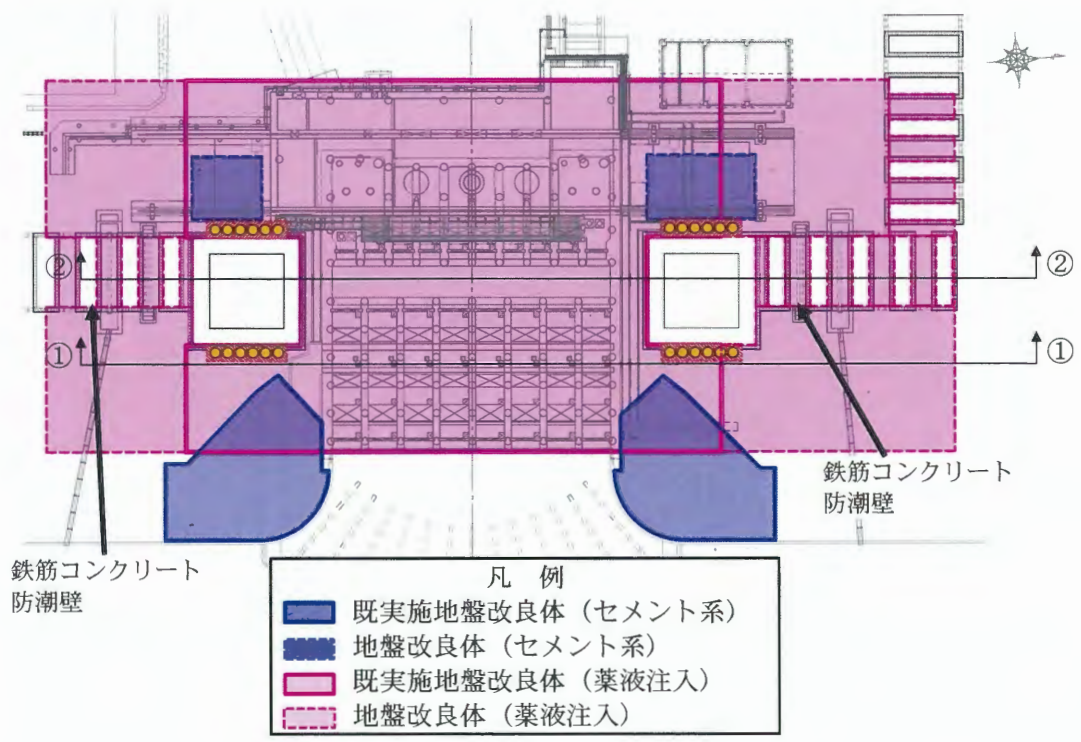 ②
②
①
①
鉄筋コンクリート
防潮壁
鉄筋コンクリート
防潮壁
凡 例
既実施地盤改良体（セメント系）
地盤改良体（セメント系）
既実施地盤改良体（薬液注入）
地盤改良体（薬液注入）